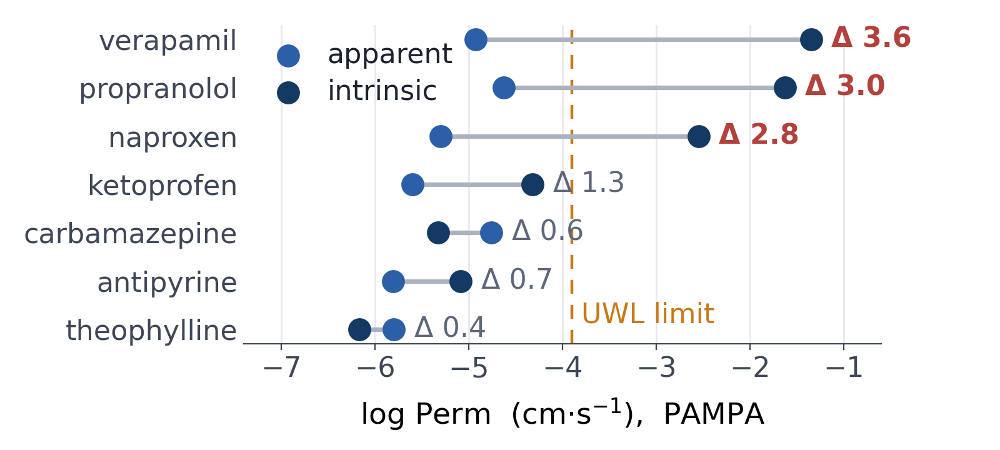 verapamil
Δ 3.6
apparent
propranolol
intrinsic
Δ 3.0
naproxen
Δ 2.8
ketoprofen
Δ 1.3
carbamazepine
Δ 0.6
antipyrine
Δ 0.7
UWL limit
theophylline
Δ 0.4
−7 −6 −5 −4 −3 −2 −1
log Perm (cm·s⁻¹), PAMPA